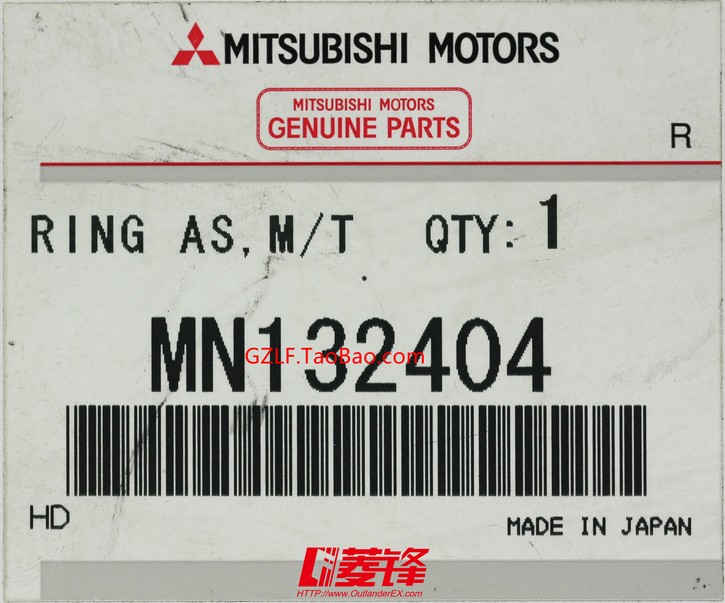 MITSUBISHI MOTORS
MITSUBISHI MOTORS
GENUINE PARTS
R
RING AS, M/T QTY: 1
MN132404
GZLF.TaoBao.com
HD
MADE IN JAPAN
菱锋
HTTP://www.OutlanderEX.com